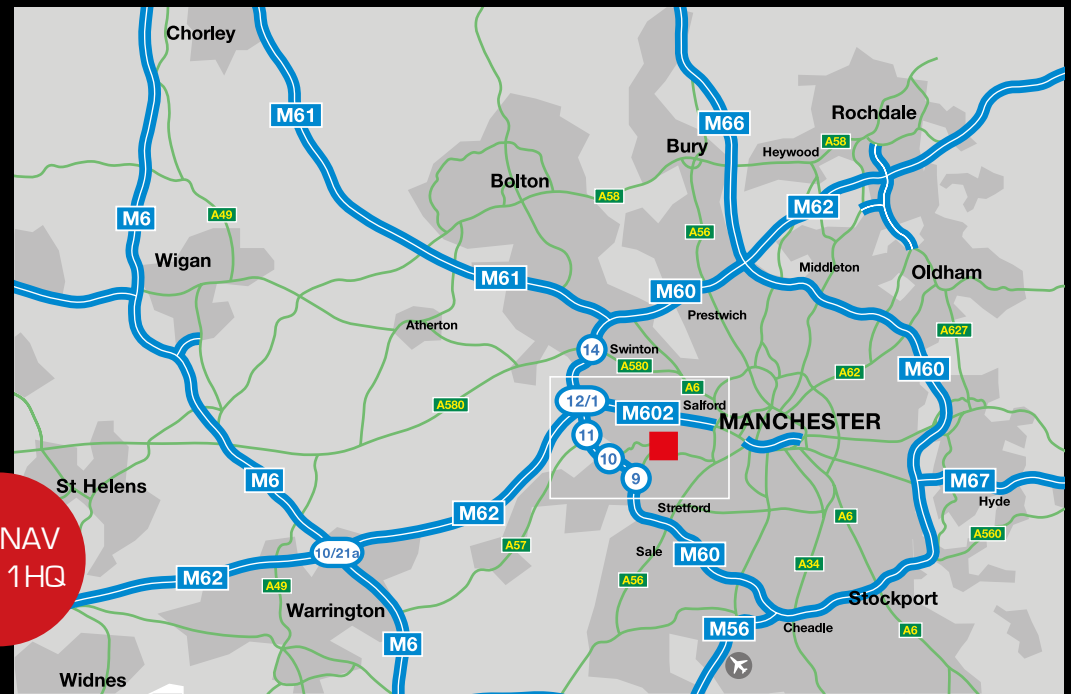 Chorley
M61
M66
Rochdale
A58
Bury
Heywood
Bolton
A58
M62
M6
A49
A56
Wigan
Middleton
Oldham
M61
M60
Prestwich
Atherton
A627
14
Swinton
A580
M60
A62
A6
12/1
M602
Salford
A580
MANCHESTER
11
10
9
M6
M67
St Helens
Hyde
Stretford
M62
A6
NAV
A57
A560
1HQ
10/21a
Sale
M60
A34
M62
A49
A56
Warrington
Stockport
M56
Cheadle
A6
M6
Widnes